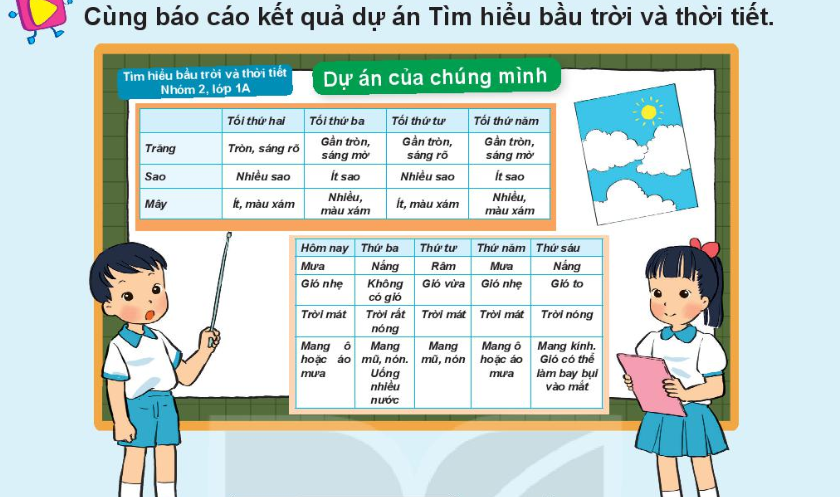 Cùng báo cáo kết quả dự án Tìm hiểu bầu trời và thời tiết.
Tìm hiểu bầu trời và thời tiết
Nhóm 2, lớp 1A
Dự án của chúng mình
Tối thứ hai Tối thứ ba Tối thứ tư Tối thứ năm
Trăng Tròn, sáng rõ Gần tròn, sáng mờ Gần tròn, sáng rõ Gần tròn, sáng mờ
Sao Nhiều sao Ít sao Nhiều sao Ít sao
Mây Ít, màu xám Nhiều, màu xám Ít, màu xám Nhiều, màu xám
Hôm nay Thứ ba Thứ tư Thứ năm Thứ sáu
Mưa Nắng Râm Mưa Nắng
Gió nhẹ Không có gió Gió vừa Gió nhẹ Gió to
Trời mát Trời rất nóng Trời mát Trời mát Trời nóng
Mang ô hoặc áo mưa Mang mũ, nón. Uống nhiều nước Mang mũ, nón Mang ô hoặc áo mưa Mang kính. Gió có thể làm bay bụi vào mắt